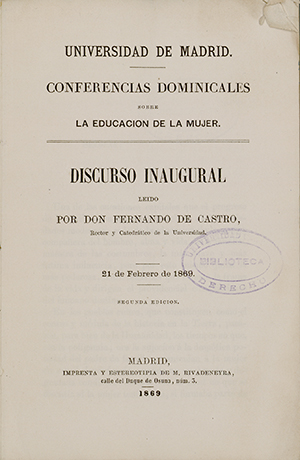 UNIVERSIDAD DE MADRID.
CONFERENCIAS DOMINICALES
SOBRE
LA EDUCACION DE LA MUJER.
DISCURSO INAUGURAL
LEIDO
POR DON FERNANDO DE CASTRO,
Rector y Catedrático de la Universidad.
21 de Febrero de 1869.
SEGUNDA EDICION.
BIBLIOTECA
MADRID,
IMPRENTA Y ESTEREOTIPIA DE M. RIVADENEYRA,
calle del Duque de Osuna, núm. 3.
1869